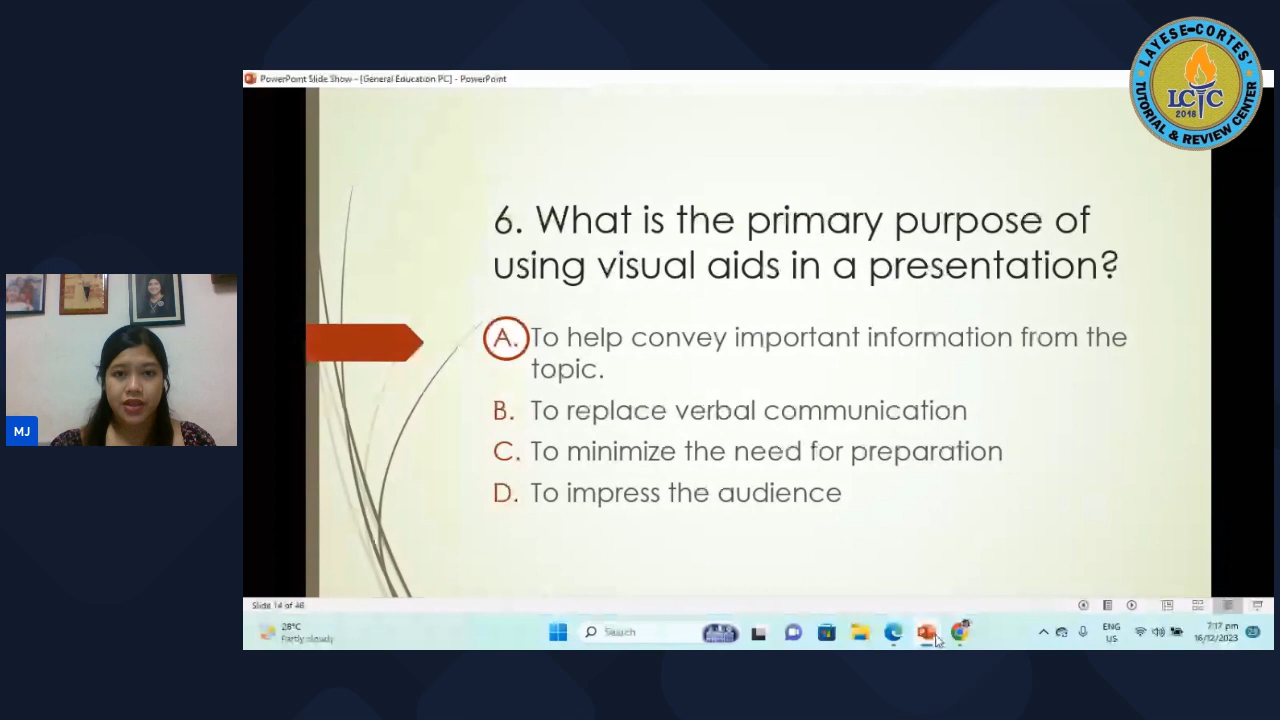 LAYESE-CORTES'
LCTC
2018
TUTORIAL & REVIEW CENTER
PowerPoint Slide Show - [General Education PC] - PowerPoint
6. What is the primary purpose of
using visual aids in a presentation?
A. To help convey important information from the
topic.
B. To replace verbal communication
C. To minimize the need for preparation
D. To impress the audience
MJ
Slide 14 of 46
28°C
Partly cloudy
Search
ENG
US
7:17 pm
16/12/2023